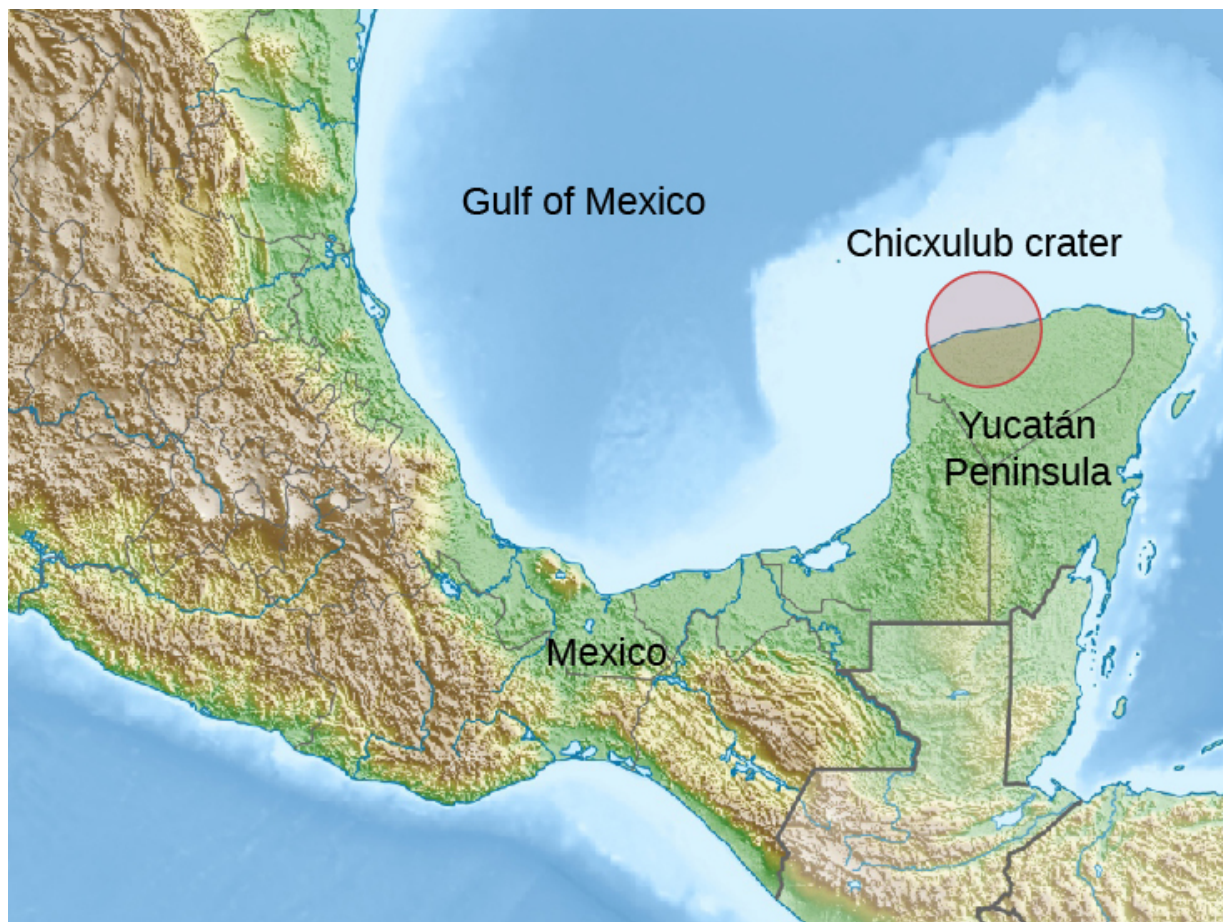 Gulf of Mexico
Chicxulub crater
Yucatán
Peninsula
Mexico